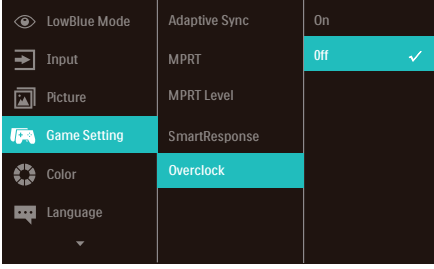 LowBlue Mode
Input
Picture
Game Setting
Color
Language
Adaptive Sync
MPRT
MPRT Level
SmartResponse
Overclock
On
Off